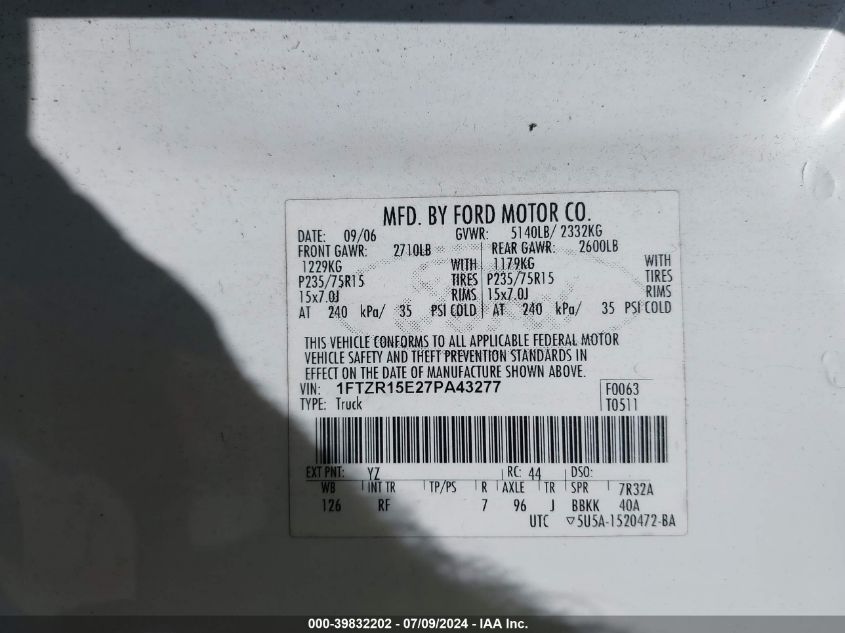 MFD. BY FORD MOTOR CO.
DATE: 09/06 GVWR: 5140LB/ 2332KG
FRONT GAWR: 2710LB REAR GAWR: 2600LB
1229KG WITH 1179KG WITH
P235/75R15 TIRES P235/75R15 TIRES
15x7.0J RIMS 15x7.0J RIMS
AT 240 kPa/ 35 PSI COLD AT 240 kPa/ 35 PSI COLD
THIS VEHICLE CONFORMS TO ALL APPLICABLE FEDERAL MOTOR
VEHICLE SAFETY AND THEFT PREVENTION STANDARDS IN
EFFECT ON THE DATE OF MANUFACTURE SHOWN ABOVE.
VIN: 1FTZR15E27PA43277 F0063
TYPE: Truck T0511
EXT PNT: YZ RC: 44 DSO:
WB INT TR TP/PS R AXLE TR SPR 7R32A
126 RF 7 96 J BBKK 40A
UTC ▽5U5A-1520472-BA
000-39832202 - 07/09/2024 - IAA Inc.